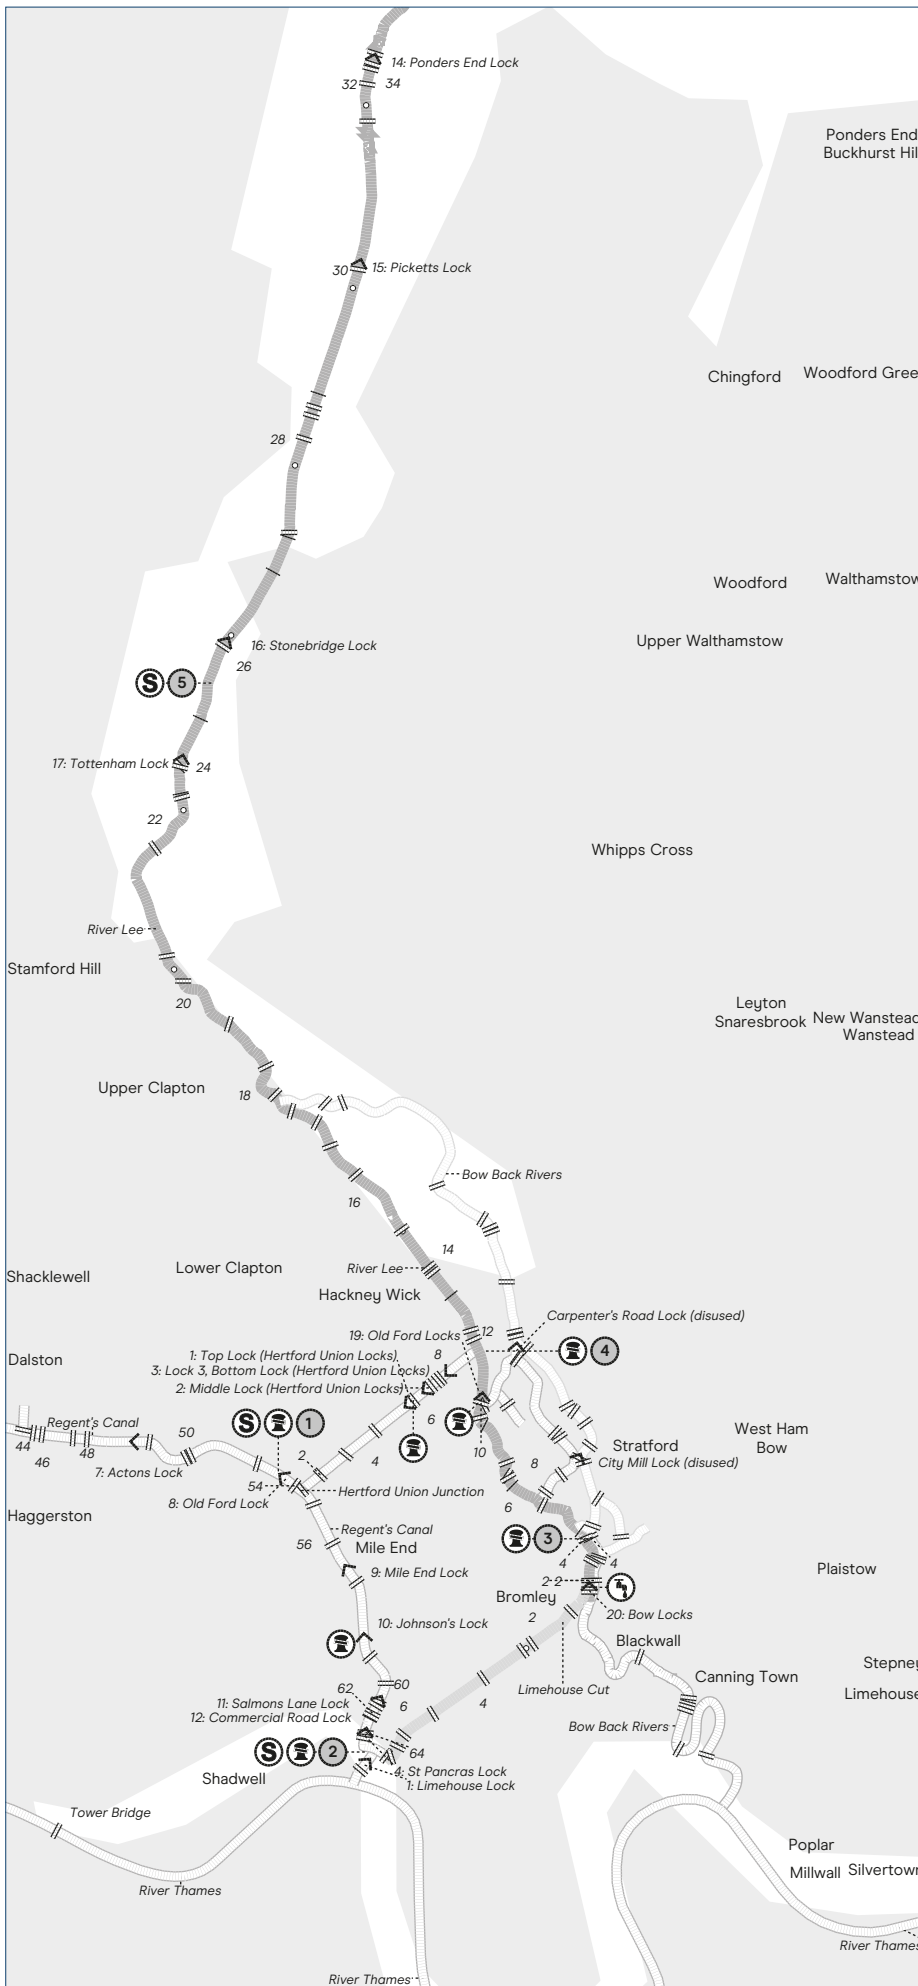 14: Ponders End Lock
32
34
Ponders End
Buckhurst Hil
30
15: Picketts Lock
Chingford
Woodford Gree
28
Woodford
Walthamstow
16: Stonebridge Lock
Upper Walthamstow
26
S
5
17: Tottenham Lock
24
22
Whipps Cross
River Lee
Stamford Hill
20
Leyton
Snaresbrook
New Wanstead
Wanstead
Upper Clapton
18
Bow Back Rivers
16
14
Lower Clapton
River Lee
Shacklewell
Hackney Wick
Carpenter's Road Lock (disused)
19: Old Ford Locks
12
1: Top Lock (Hertford Union Locks)
8
4
Dalston
3: Lock 3, Bottom Lock (Hertford Union Locks)
2: Middle Lock (Hertford Union Locks)
Regent's Canal
S
1
6
50
44
46
48
2
4
10
8
West Ham
Bow
Stratford
City Mill Lock (disused)
7: Actons Lock
54
8: Old Ford Lock
Hertford Union Junction
6
Haggerston
Regent's Canal
56
Mile End
3
4
4
9: Mile End Lock
Plaistow
2
2
Bromley
20: Bow Locks
2
10: Johnson's Lock
Blackwall
Stepney
Canning Town
60
62
6
Limehouse Cut
Limehouse
11: Salmons Lane Lock
12: Commercial Road Lock
4
Bow Back Rivers
S
2
64
4: St Pancras Lock
1: Limehouse Lock
Shadwell
Tower Bridge
Poplar
Millwall
Silvertown
River Thames
River Thames
River Thames